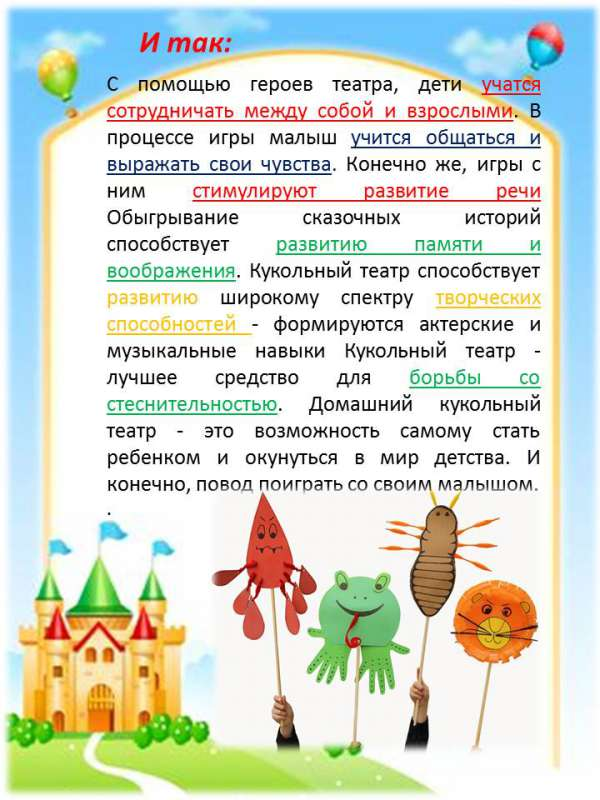 И так:
С помощью героев театра, дети учатся
сотрудничать между собой и взрослыми. В
процессе игры малыш учится общаться и
выражать свои чувства. Конечно же, игры с
ним стимулируют развитие речи
Обыгрывание сказочных историй
способствует развитию памяти и
воображения. Кукольный театр способствует
развитию широкому спектру творческих
способностей - формируются актерские и
музыкальные навыки Кукольный театр -
лучшее средство для борьбы со
стеснительностью. Домашний кукольный
театр - это возможность самому стать
ребенком и окунуться в мир детства. И
конечно, повод поиграть со своим малышом.
.